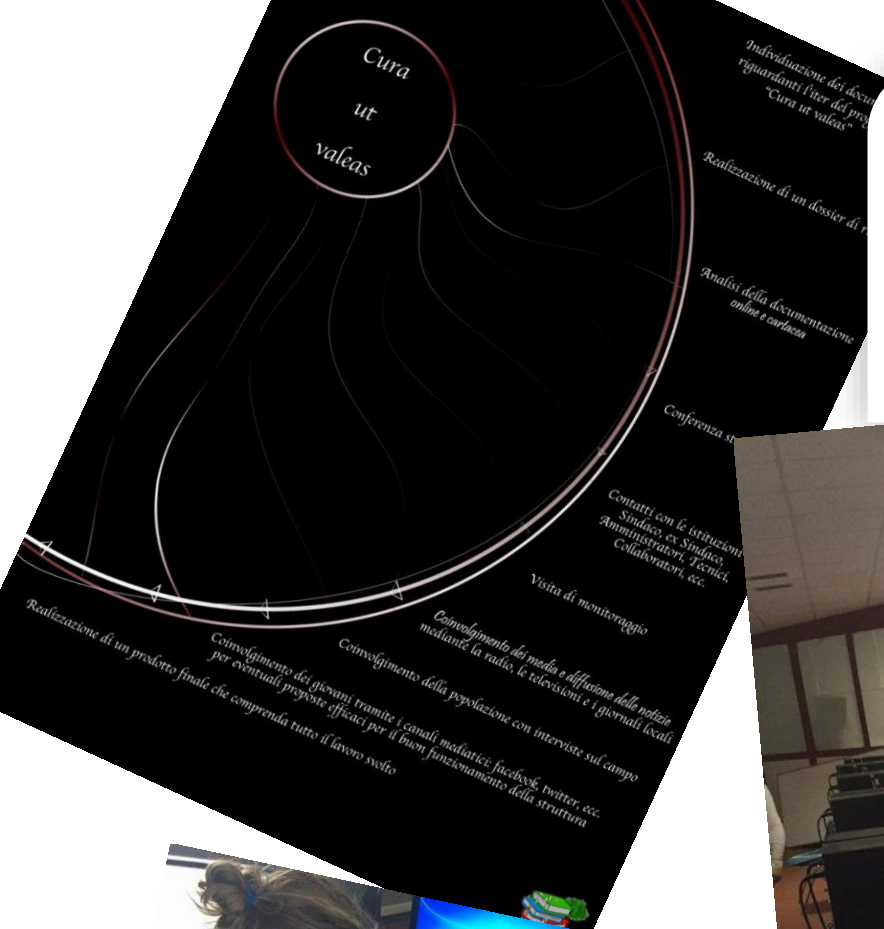 Cura
ut
valeas
Individuazione dei
riguardanti l'iter del
"Cura ut valeas"
Realizzazione di un dossier di
Analisi della documentazione
online e cartacea
Conferenza
Contatti con le istituzioni
Sindaco, ex Sindaco,
Amministratori, Tecnici,
Collaboratori, ecc.
Visita di monitoraggio
Coinvolgimento dei media e diffusione delle notizie
mediante la radio, le televisioni e i giornali locali
Coinvolgimento della popolazione con interviste sul campo
Coinvolgimento dei giovani tramite i canali mediatici: facebook, twitter, ecc.
per eventuali proposte efficaci per il buon funzionamento della struttura
Realizzazione di un prodotto finale che comprenda tutto il lavoro svolto